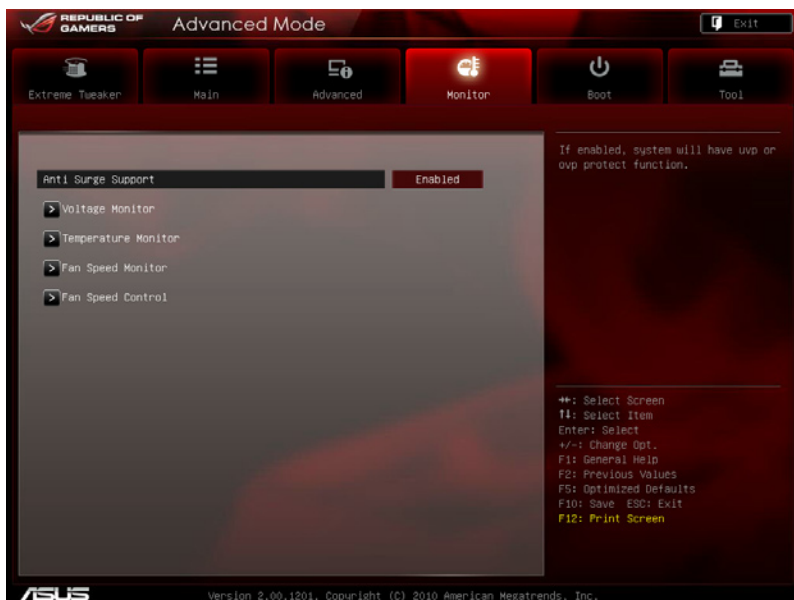 REPUBLIC OF
GAMERS
Advanced Mode
Exit
Extreme Tweaker
Main
Advanced
Monitor
Boot
Tool
Anti Surge Support
Enabled
> Voltage Monitor
> Temperature Monitor
> Fan Speed Monitor
> Fan Speed Control
If enabled, system will have uvp or
ovp protect function.
→←: Select Screen
↑↓: Select Item
Enter: Select
+/-: Change Opt.
F1: General Help
F2: Previous Values
F5: Optimized Defaults
F10: Save  ESC: Exit
F12: Print Screen
ASUS
Version 2.00.1201. Copyright (C) 2010 American Megatrends, Inc.